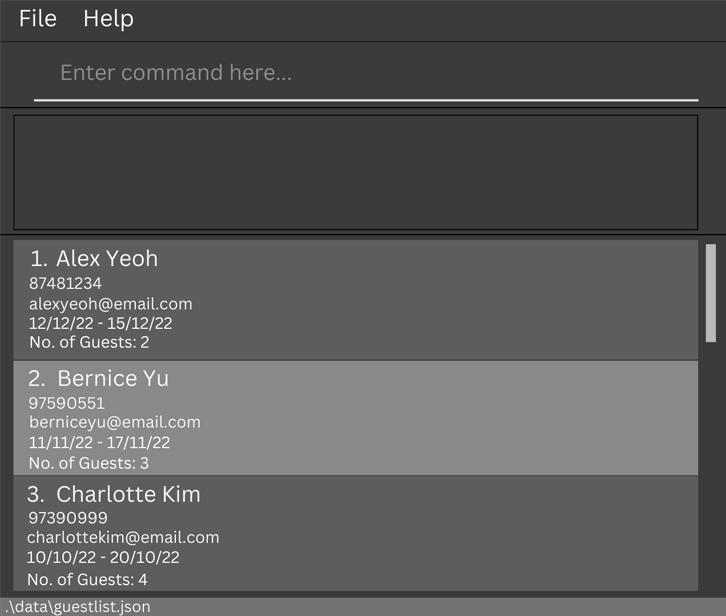 File Help
Enter command here...
1. Alex Yeoh
87481234
alexyeoh@email.com
12/12/22 - 15/12/22
No. of Guests: 2
2. Bernice Yu
97590551
berniceyu@email.com
11/11/22 - 17/11/22
No. of Guests: 3
3. Charlotte Kim
97390999
charlottekim@email.com
10/10/22 - 20/10/22
No. of Guests: 4
.\data\guestlist.json